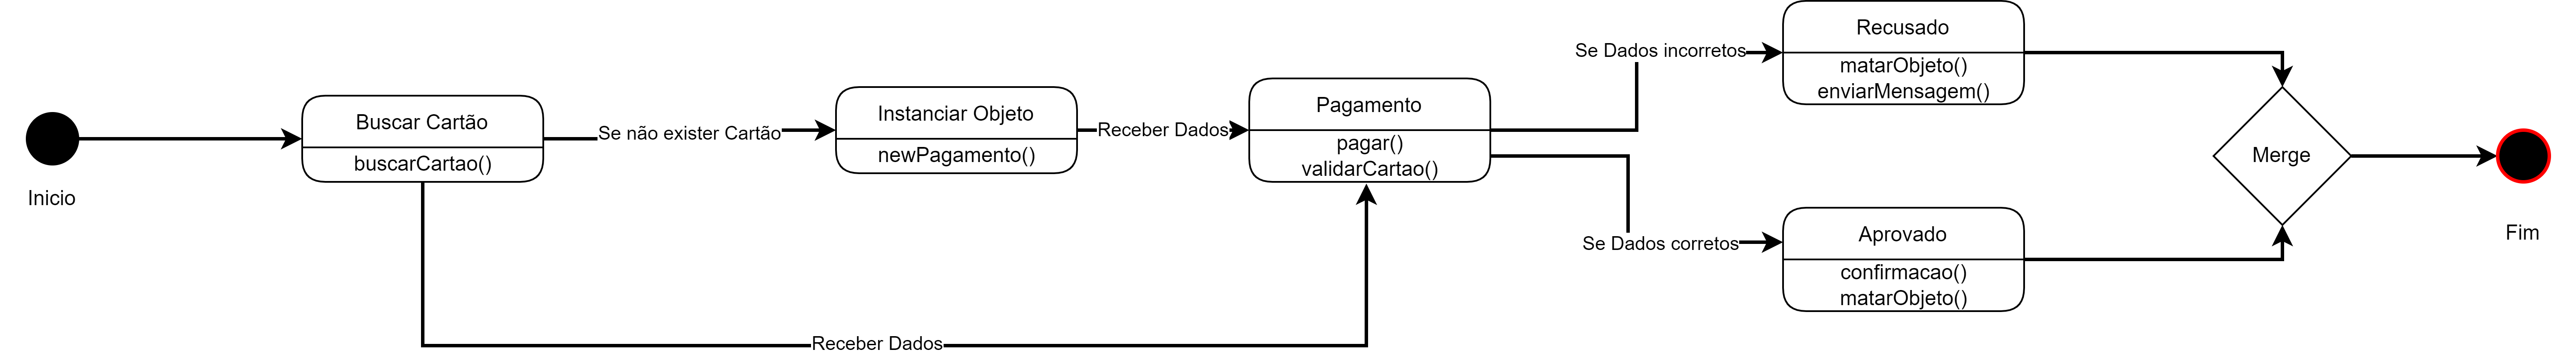 Inicio
Buscar Cartão
buscarCartao()
Se não exister Cartão
Instanciar Objeto
newPagamento()
Receber Dados
Receber Dados
Pagamento
pagar()
validarCartao()
Se Dados incorretos
Recusado
matarObjeto()
enviarMensagem()
Se Dados corretos
Aprovado
confirmacao()
matarObjeto()
Merge
Fim